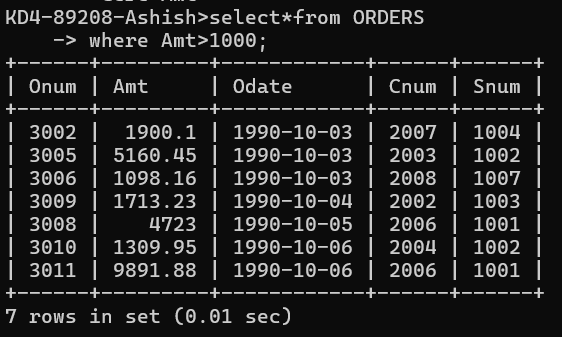 KD4-89208-Ashish>select*from ORDERS
    -> where Amt>1000;
+------+---------+------------+------+------+
| Onum | Amt     | Odate      | Cnum | Snum |
+------+---------+------------+------+------+
| 3002 |  1900.1 | 1990-10-03 | 2007 | 1004 |
| 3005 | 5160.45 | 1990-10-03 | 2003 | 1002 |
| 3006 | 1098.16 | 1990-10-03 | 2008 | 1007 |
| 3009 | 1713.23 | 1990-10-04 | 2002 | 1003 |
| 3008 |    4723 | 1990-10-05 | 2006 | 1001 |
| 3010 | 1309.95 | 1990-10-06 | 2004 | 1002 |
| 3011 | 9891.88 | 1990-10-06 | 2006 | 1001 |
+------+---------+------------+------+------+
7 rows in set (0.01 sec)